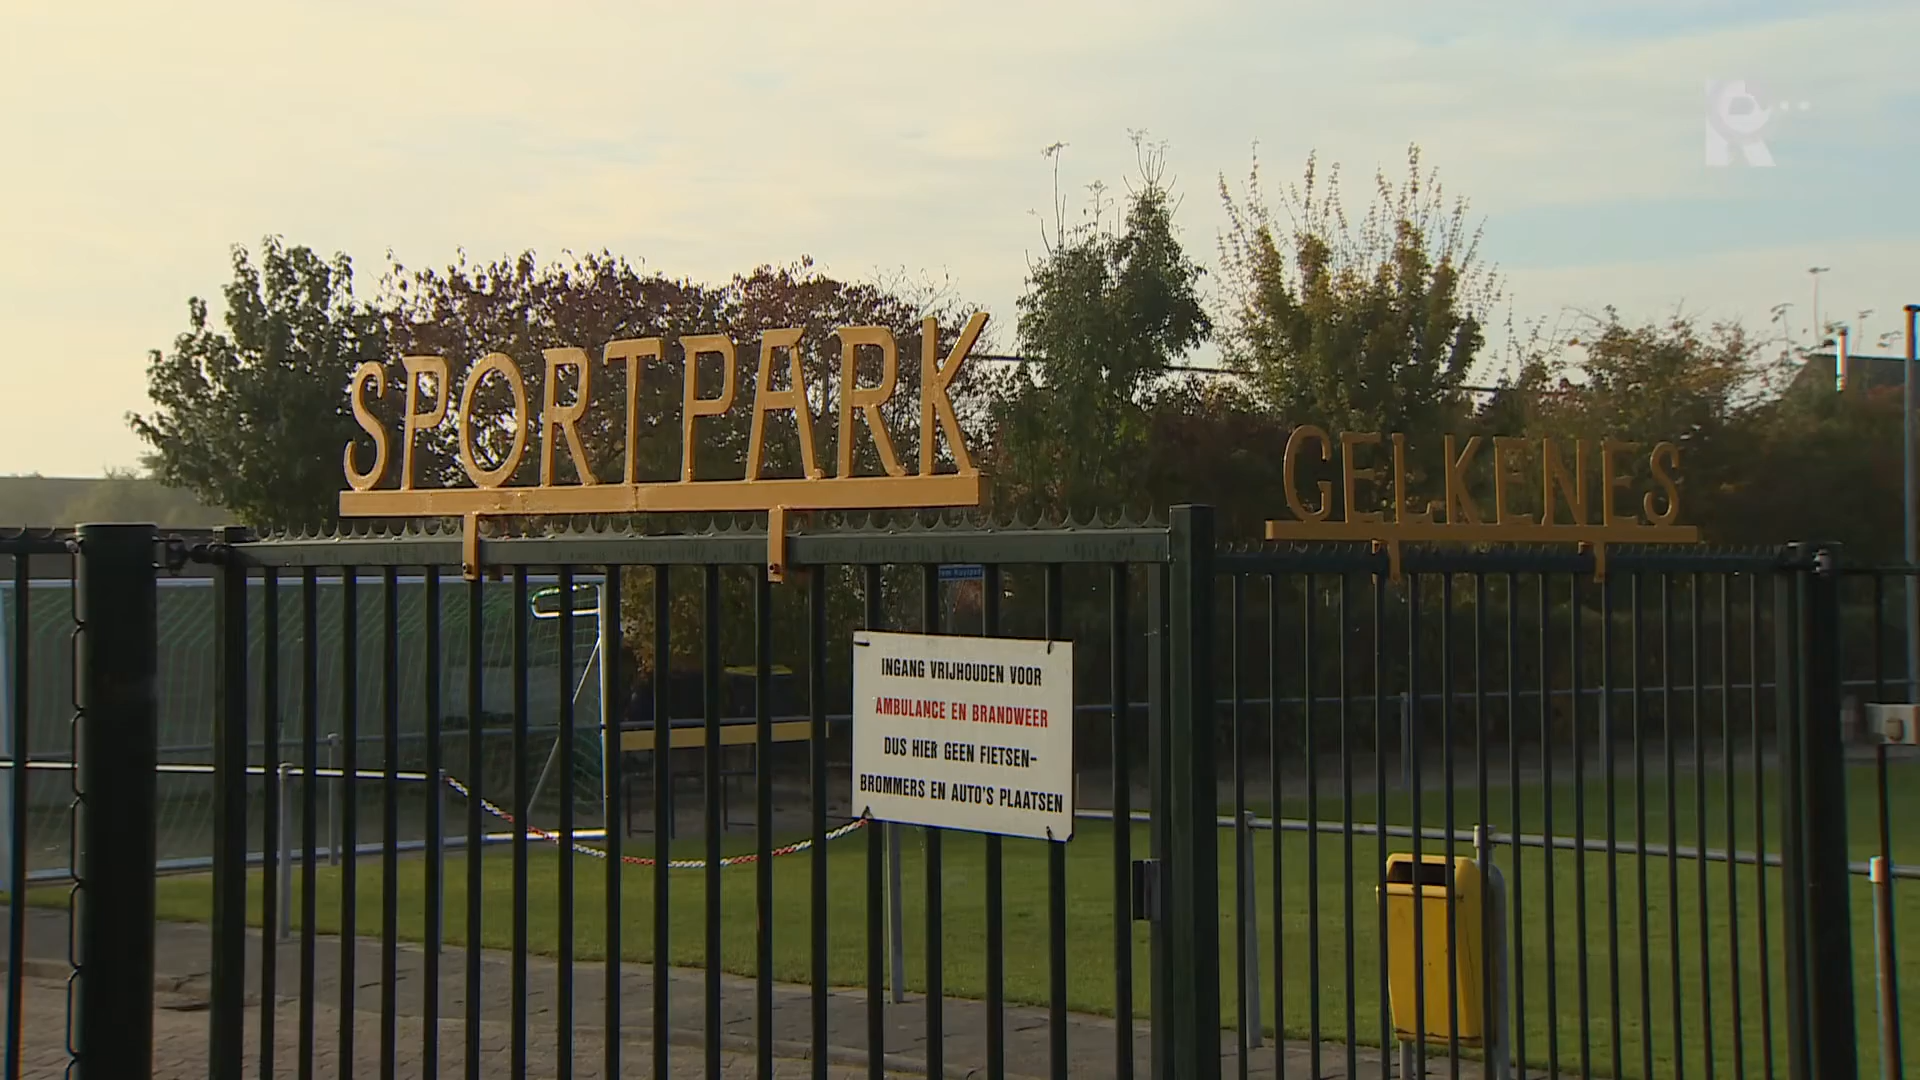 SPORTPARK
GELKENES
INGANG VRIJHOUDEN VOOR
AMBULANCE EN BRANDWEER
DUS HIER GEEN FIETSEN-
BROMMERS EN AUTO'S PLAATSEN